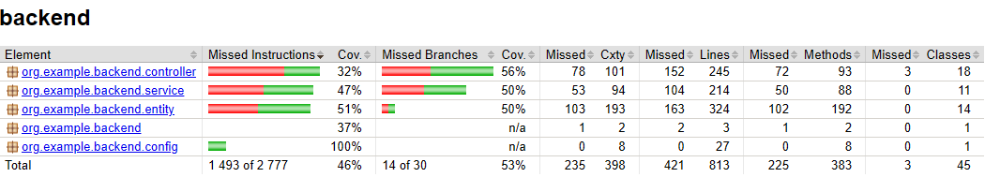 backend
Element Missed Instructions Cov. Missed Branches Cov. Missed Cxty Missed Lines Missed Methods Missed Classes
org.example.backend.controller 32% 56% 78 101 152 245 72 93 3 18
org.example.backend.service 47% 50% 53 94 104 214 50 88 0 11
org.example.backend.entity 51% 50% 103 193 163 324 102 192 0 14
org.example.backend 37% n/a 1 2 2 3 1 2 0 1
org.example.backend.config 100% n/a 0 8 0 27 0 8 0 1
Total 1 493 of 2 777 46% 14 of 30 53% 235 398 421 813 225 383 3 45